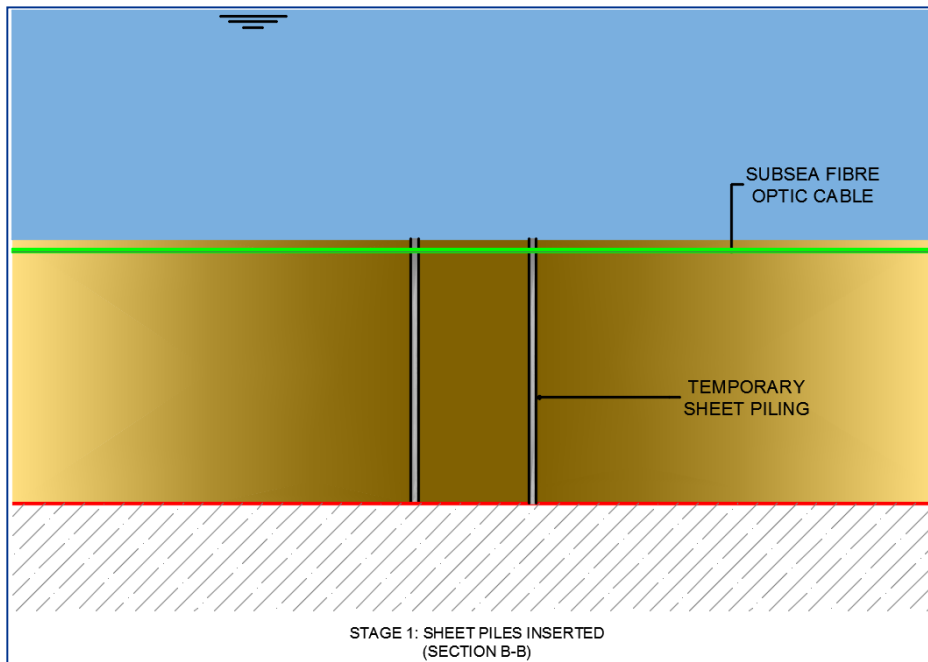 SUBSEA FIBRE
OPTIC CABLE
TEMPORARY
SHEET PILING
STAGE 1: SHEET PILES INSERTED
(SECTION B-B)